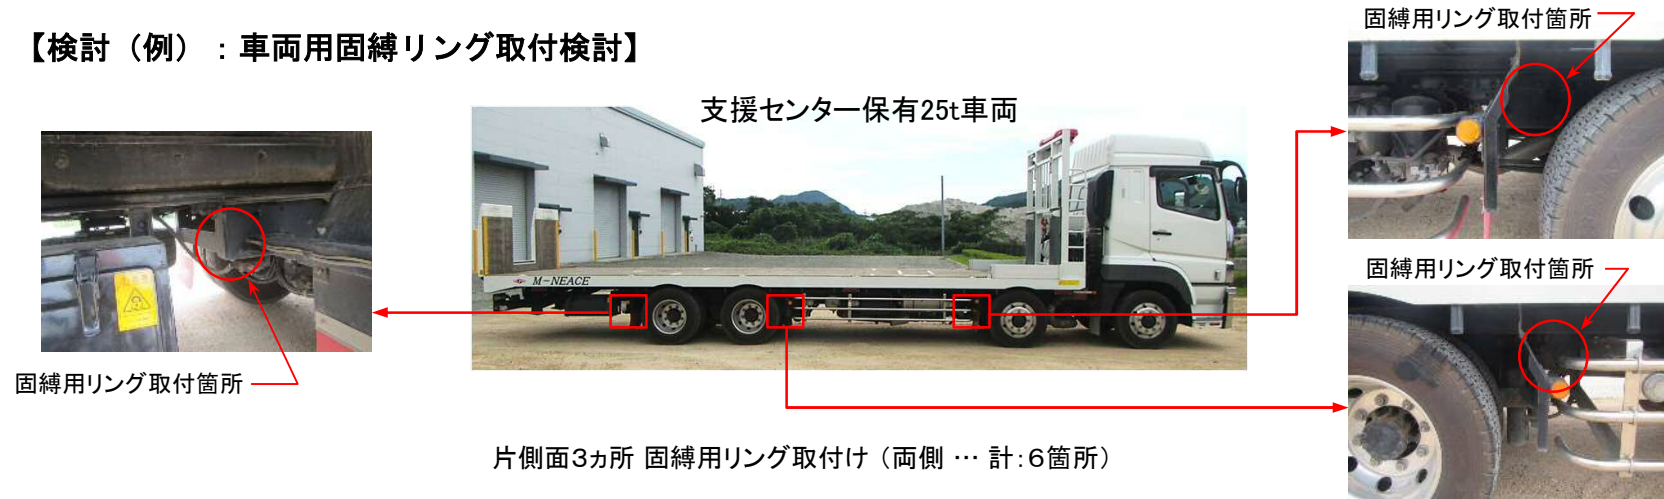 【検討（例）：車両用固縛リング取付検討】
固縛用リング取付箇所
支援センター保有25t車両
M-NEACE
固縛用リング取付箇所
固縛用リング取付箇所
片側面3ヵ所 固縛用リング取付け（両側 … 計：6箇所）